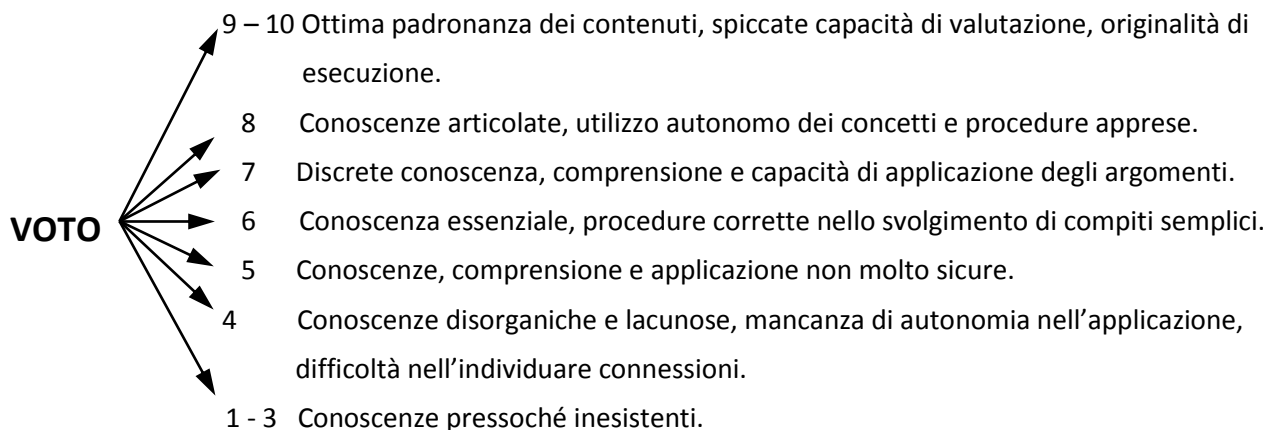 9 – 10 Ottima padronanza dei contenuti, spiccate capacità di valutazione, originalità di
esecuzione.
8 Conoscenze articolate, utilizzo autonomo dei concetti e procedure apprese.
7 Discrete conoscenza, comprensione e capacità di applicazione degli argomenti.
VOTO 6 Conoscenza essenziale, procedure corrette nello svolgimento di compiti semplici.
5 Conoscenze, comprensione e applicazione non molto sicure.
4 Conoscenze disorganiche e lacunose, mancanza di autonomia nell’applicazione,
difficoltà nell’individuare connessioni.
1 - 3 Conoscenze pressoché inesistenti.